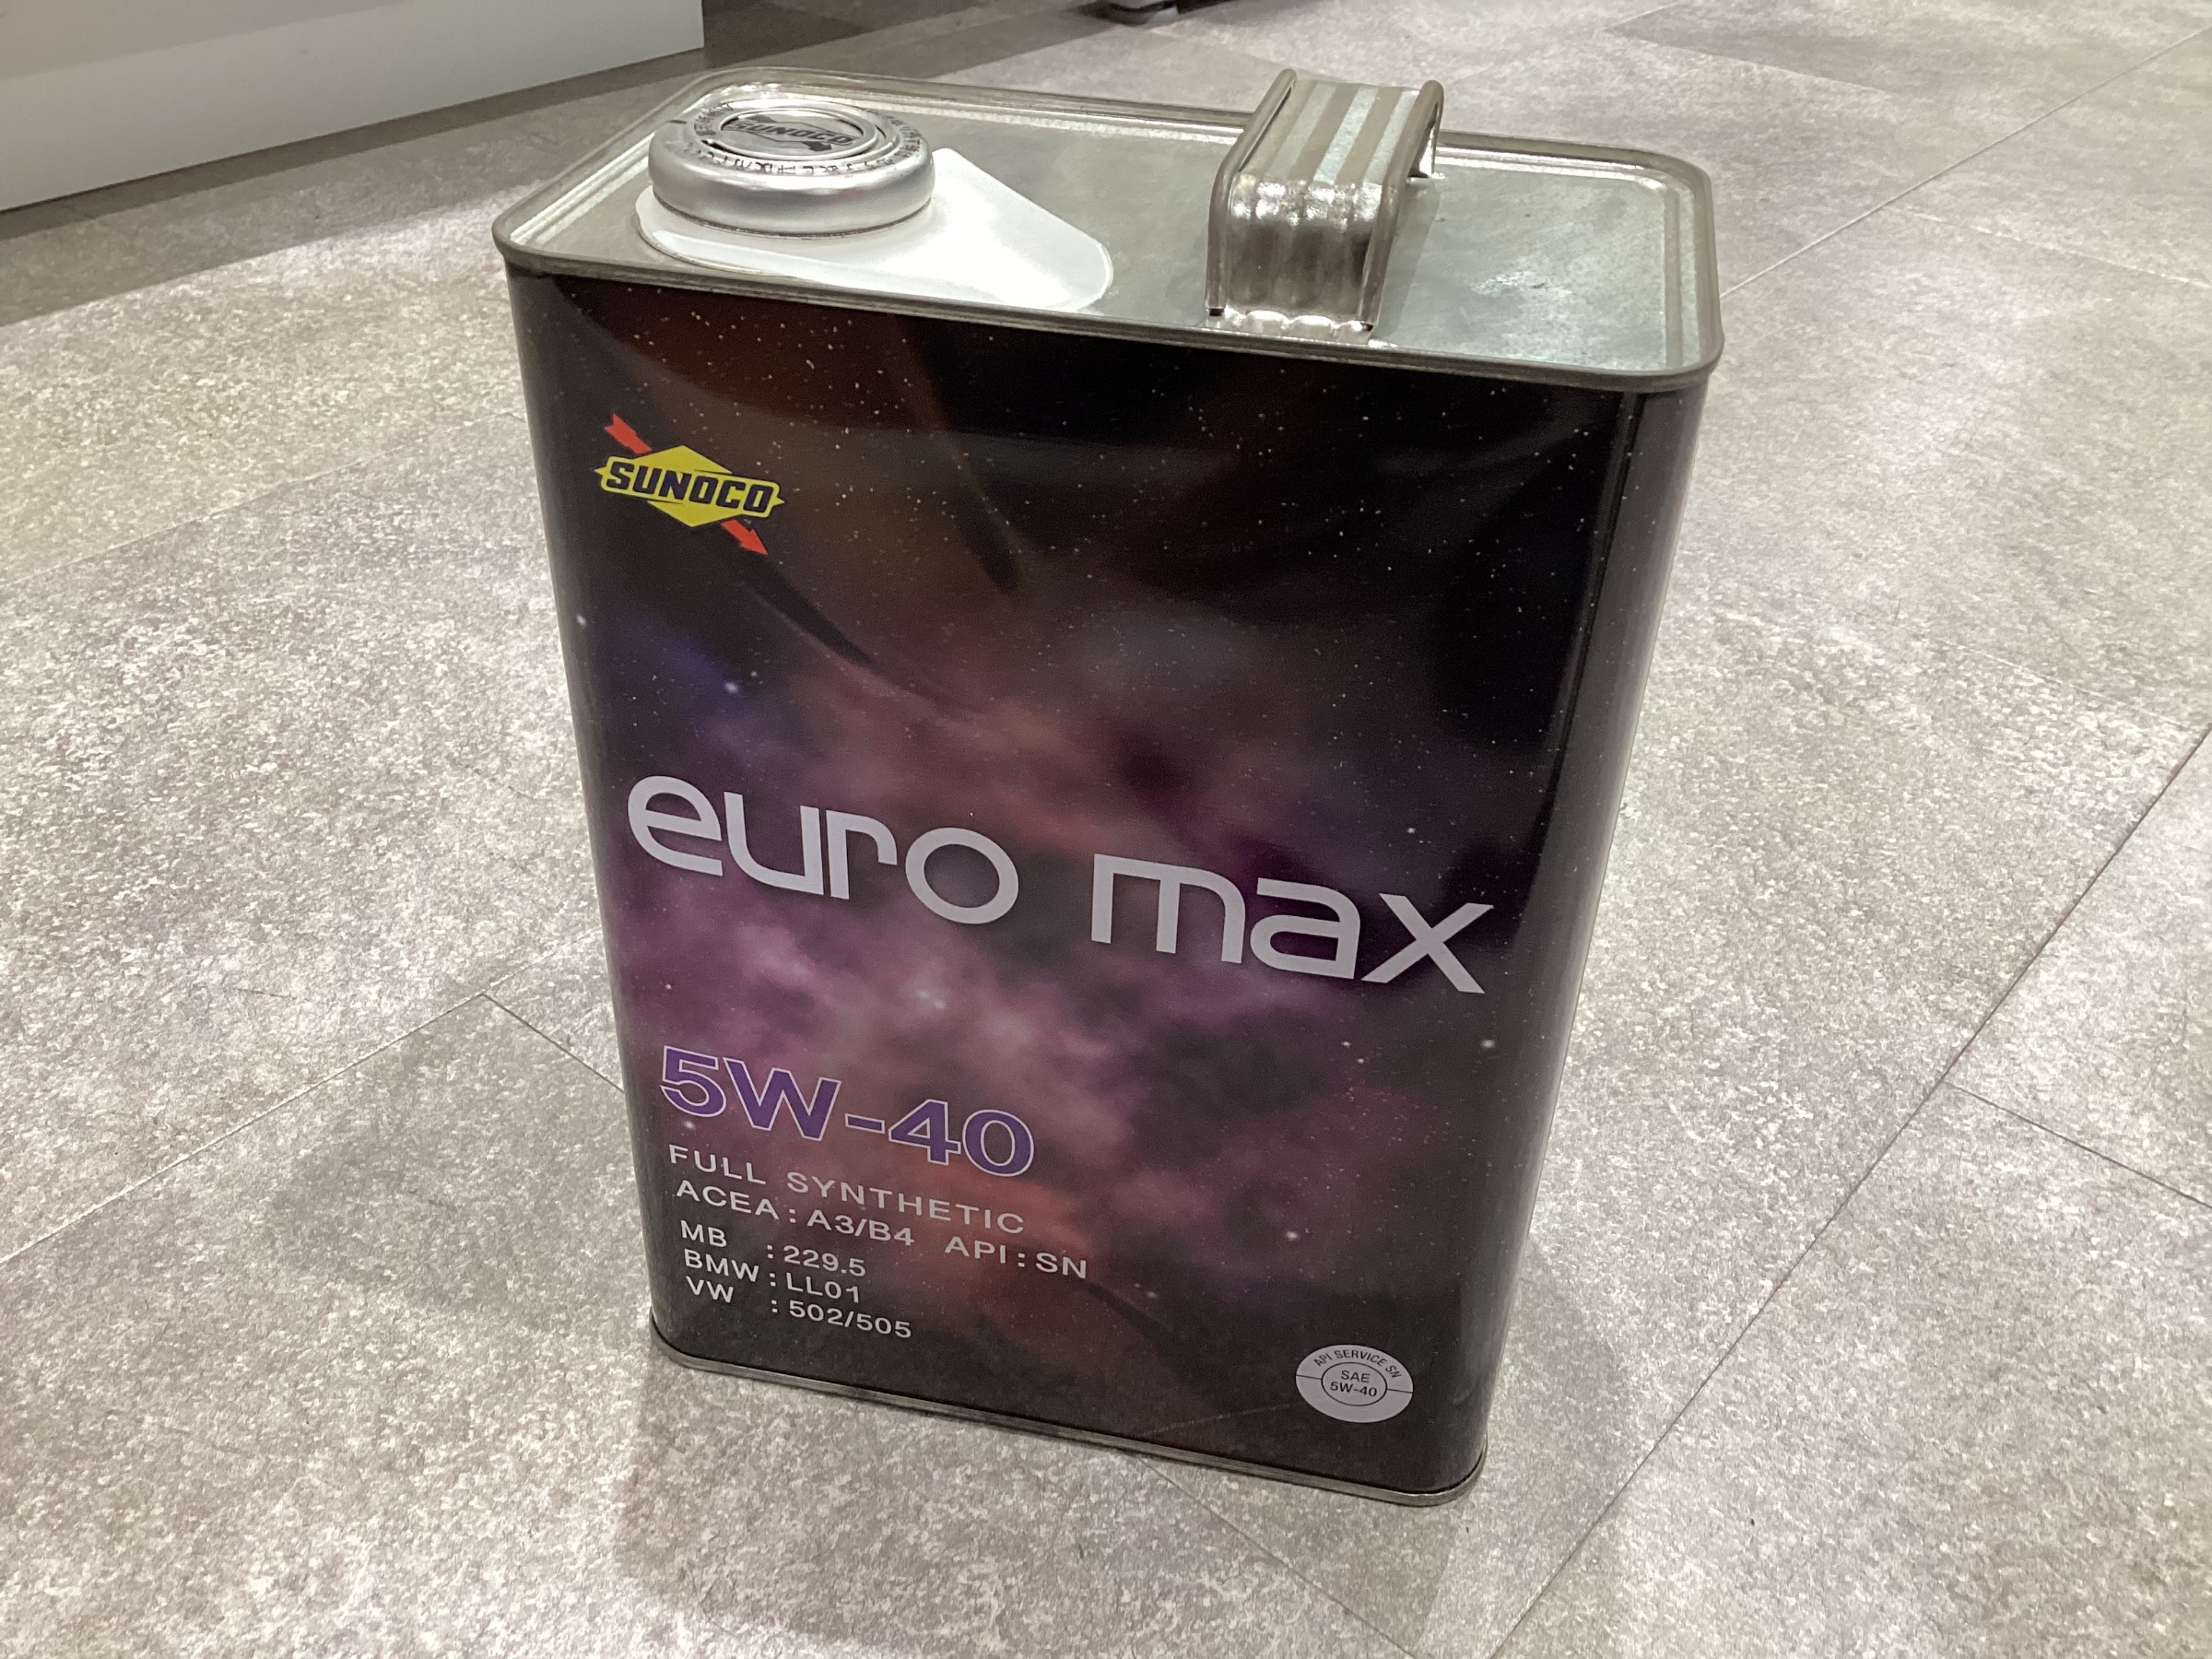 SUNOCO
SUNOCO
euro max
5W-40
FULL SYNTHETIC
ACEA : A3/B4 API : SN
MB : 229.5
BMW : LL01
VW : 502/505
API SERVICE SN
SAE
5W-40